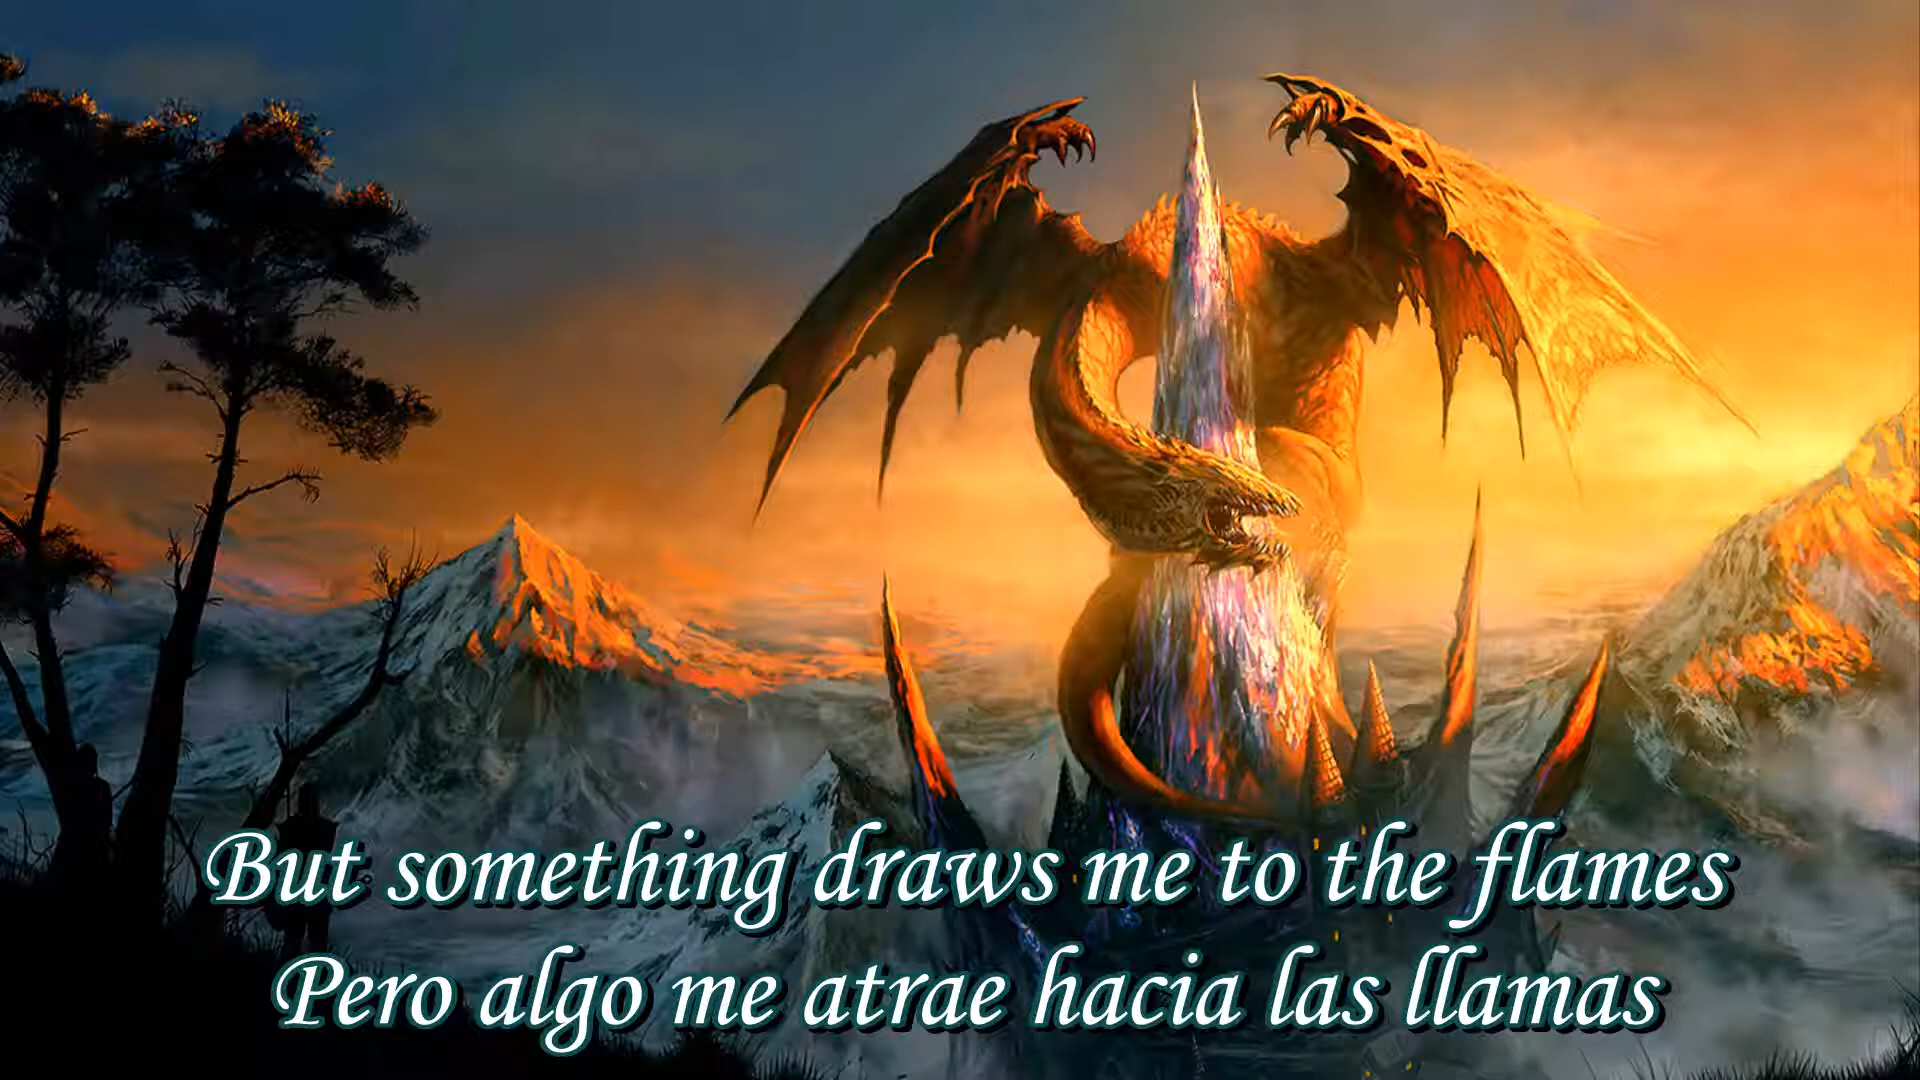 But something draws me to the flames
Pero algo me atrae hacia las llamas